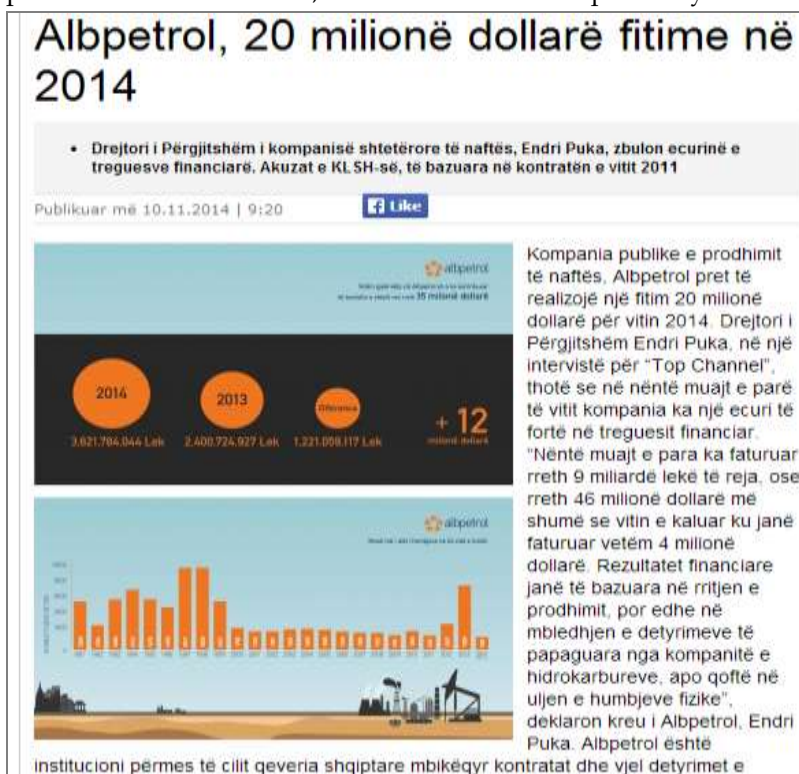 Albpetrol, 20 milionë dollarë fitime në
2014
• Drejtori i Përgjitshëm i kompanisë shtetërore të naftës, Endri Puka, zbulon ecurinë e
treguesve financiarë. Akuzat e KLSH-së, të bazuara në kontratën e vitit 2011
Publikuar më 10.11.2014 | 9:20
Like
albpetrol
35 milionë dollarë
2014
2013
Diferenca
3.621.784.044 Lek
2.400.724.927 Lek
1.221.059.117 Lek
+ 12
milionë dollarë
albpetrol
Kompania publike e prodhimit
të naftës, Albpetrol pret të
realizojë një fitim 20 milionë
dollarë për vitin 2014. Drejtori i
Përgjitshëm Endri Puka, në një
intervistë për “Top Channel”,
thotë se në nëntë muajt e parë
të vitit kompania ka një ecuri të
fortë në treguesit financiar.
“Nëntë muajt e para ka faturuar
rreth 9 miliardë lekë të reja, ose
rreth 46 milionë dollarë më
shumë se vitin e kaluar ku janë
faturuar vetëm 4 milionë
dollarë. Rezultatet financiare
janë të bazuara në rritjen e
prodhimit, por edhe në
mbledhjen e detyrimeve të
papaguara nga kompanitë e
hidrokarbureve, apo qoftë në
uljen e humbjeve fizike”,
deklaron kreu i Albpetrol, Endri
Puka. Albpetrol është
institucioni përmes të cilit qeveria shqiptare mbikëqyr kontratat dhe vjel detyrimet e